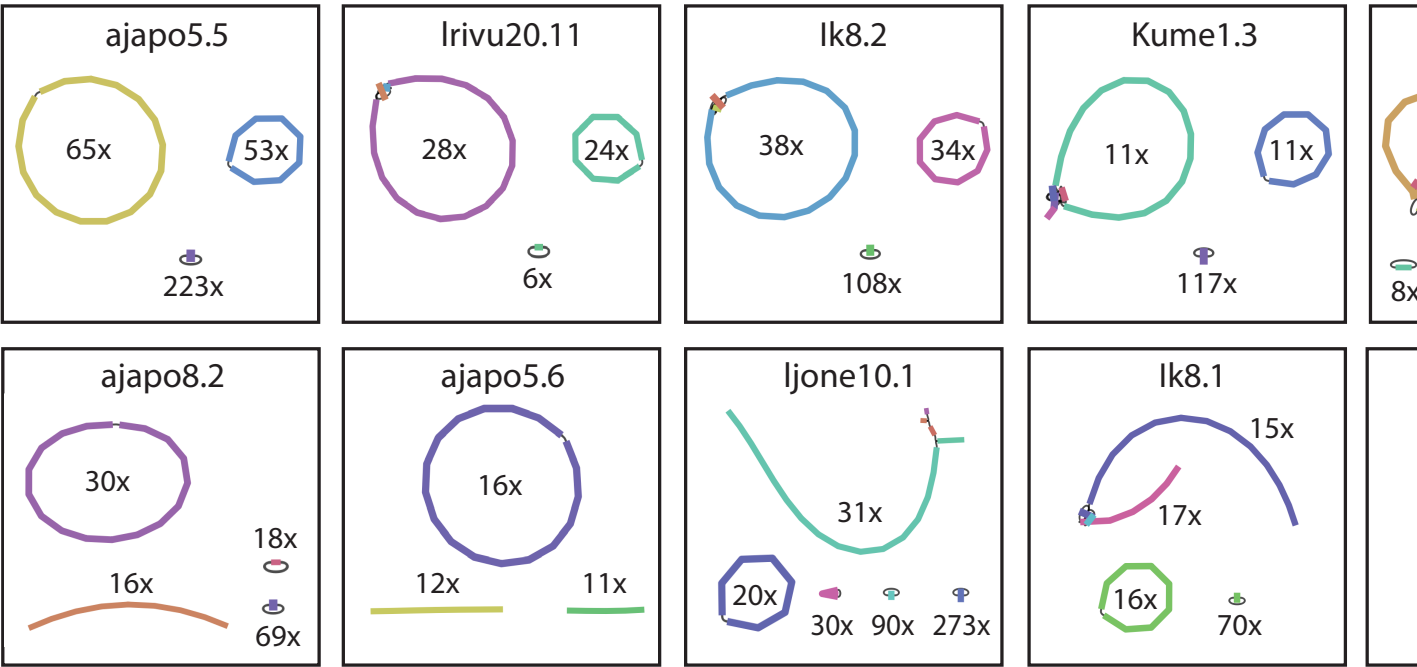 ajapo5.5
65x
53x
223x
Irivu20.11
28x
24x
6x
Ik8.2
38x
34x
108x
Kume1.3
11x
11x
117x
8x
ajapo8.2
30x
18x
16x
69x
ajapo5.6
16x
12x
11x
Ijone10.1
31x
20x
30x
90x
273x
Ik8.1
15x
17x
16x
70x